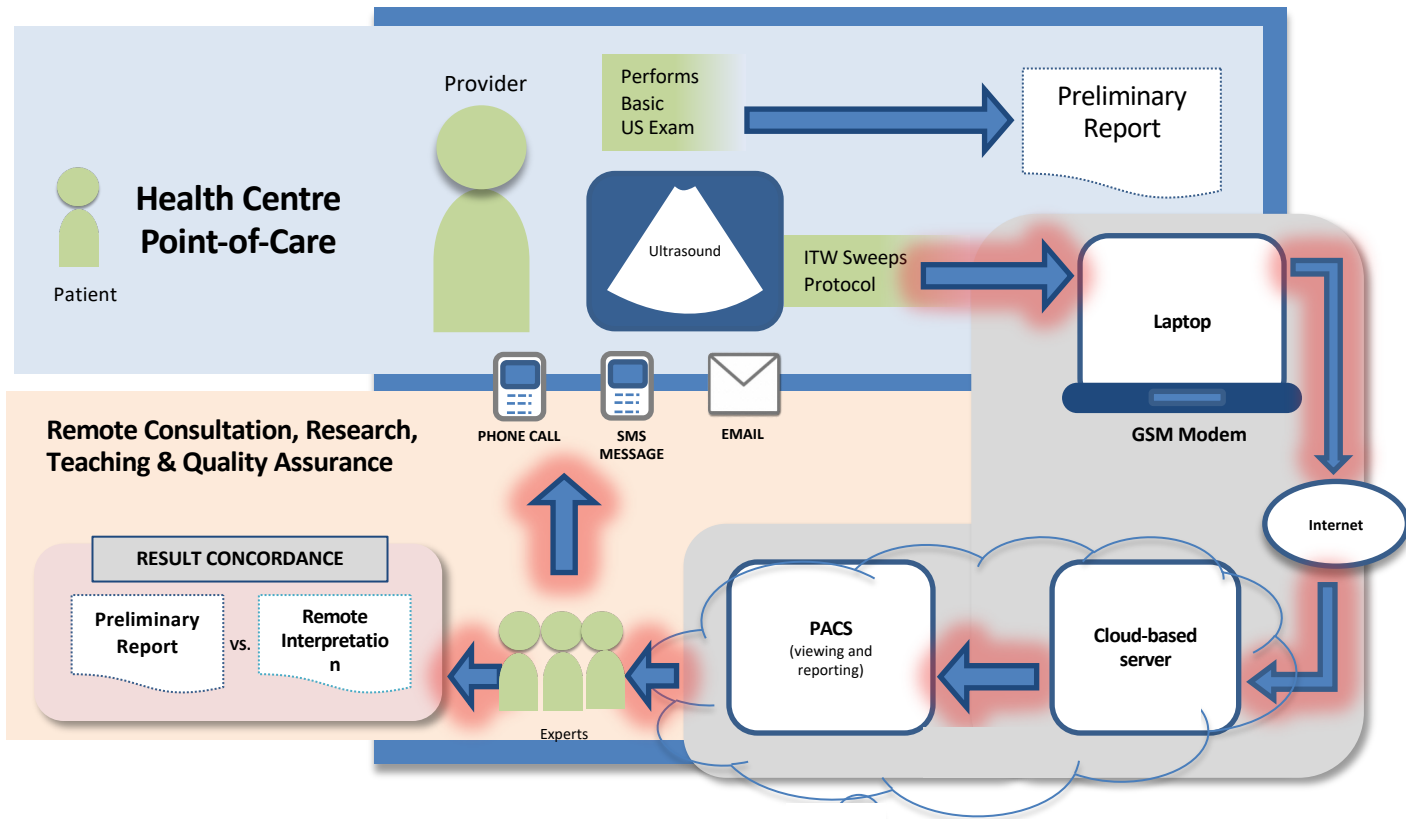 Provider
Performs
Basic
US Exam
Preliminary
Report
Health Centre
Point-of-Care
Patient
Ultrasound
ITW Sweeps
Protocol
Laptop
GSM Modem
PHONE CALL
SMS
MESSAGE
EMAIL
Remote Consultation, Research,
Teaching & Quality Assurance
Internet
RESULT CONCORDANCE
Preliminary
Report
vs.
Remote
Interpretatio
n
Experts
PACS
(viewing and
reporting)
Cloud-based
server